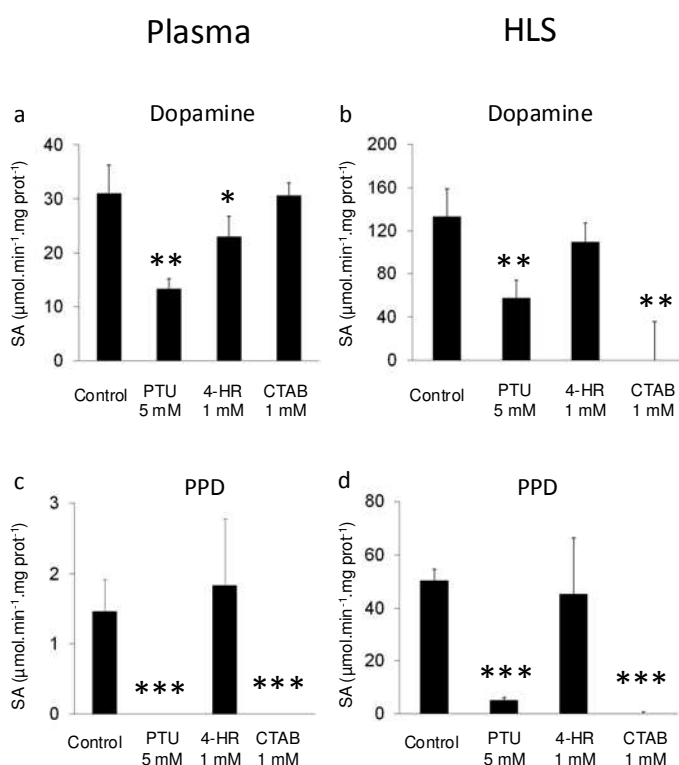 Plasma
HLS
a
Dopamine
SA (µmol.min⁻¹.mg prot⁻¹)
40
30
20
10
0
**
*
Control
PTU
5 mM
4-HR
1 mM
CTAB
1 mM
b
Dopamine
SA (µmol.min⁻¹.mg prot⁻¹)
200
160
120
80
40
0
**
**
Control
PTU
5 mM
4-HR
1 mM
CTAB
1 mM
c
PPD
SA (µmol.min⁻¹.mg prot⁻¹)
3
2
1
0
***
***
Control
PTU
5 mM
4-HR
1 mM
CTAB
1 mM
d
PPD
SA (µmol.min⁻¹.mg prot⁻¹)
80
60
40
20
0
***
***
Control
PTU
5 mM
4-HR
1 mM
CTAB
1 mM